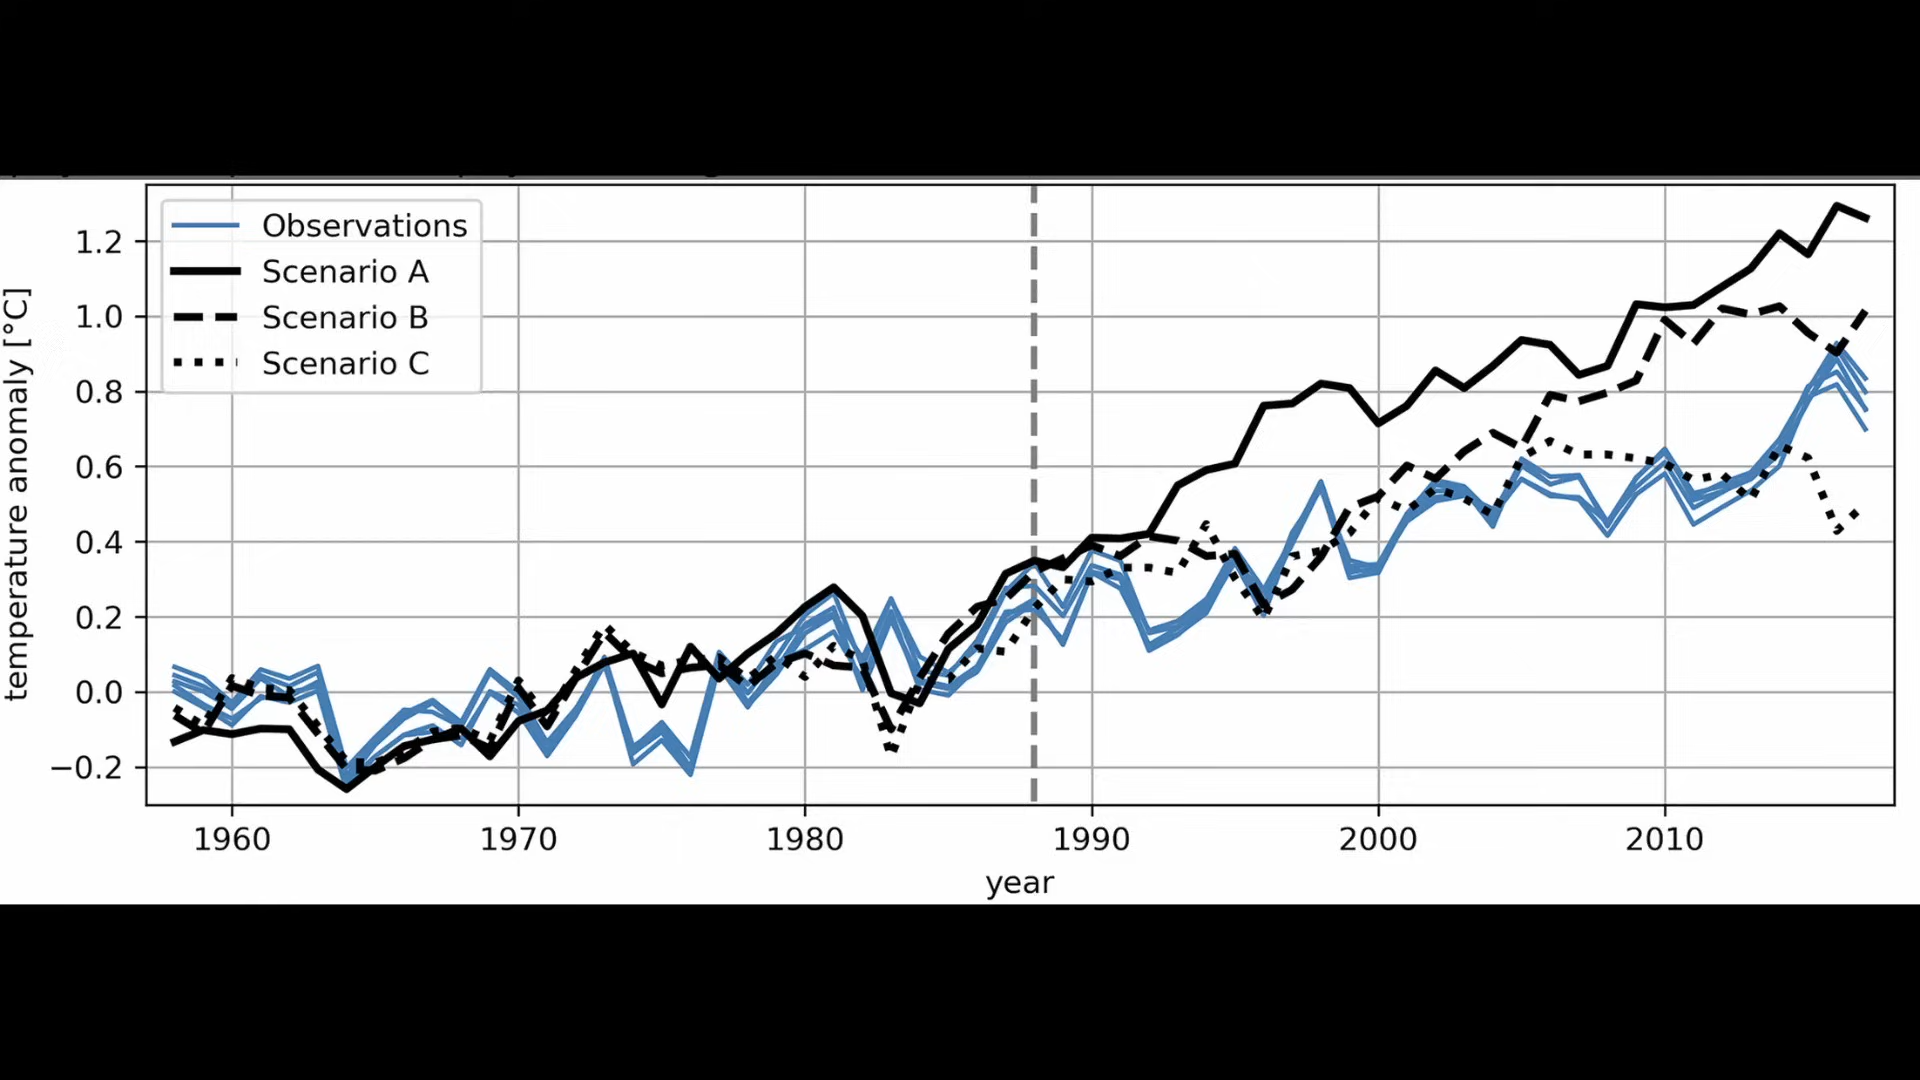 Observations
Scenario A
Scenario B
Scenario C
temperature anomaly [°C]
1.2
1.0
0.8
0.6
0.4
0.2
0.0
−0.2
1960 1970 1980 1990 2000 2010
year